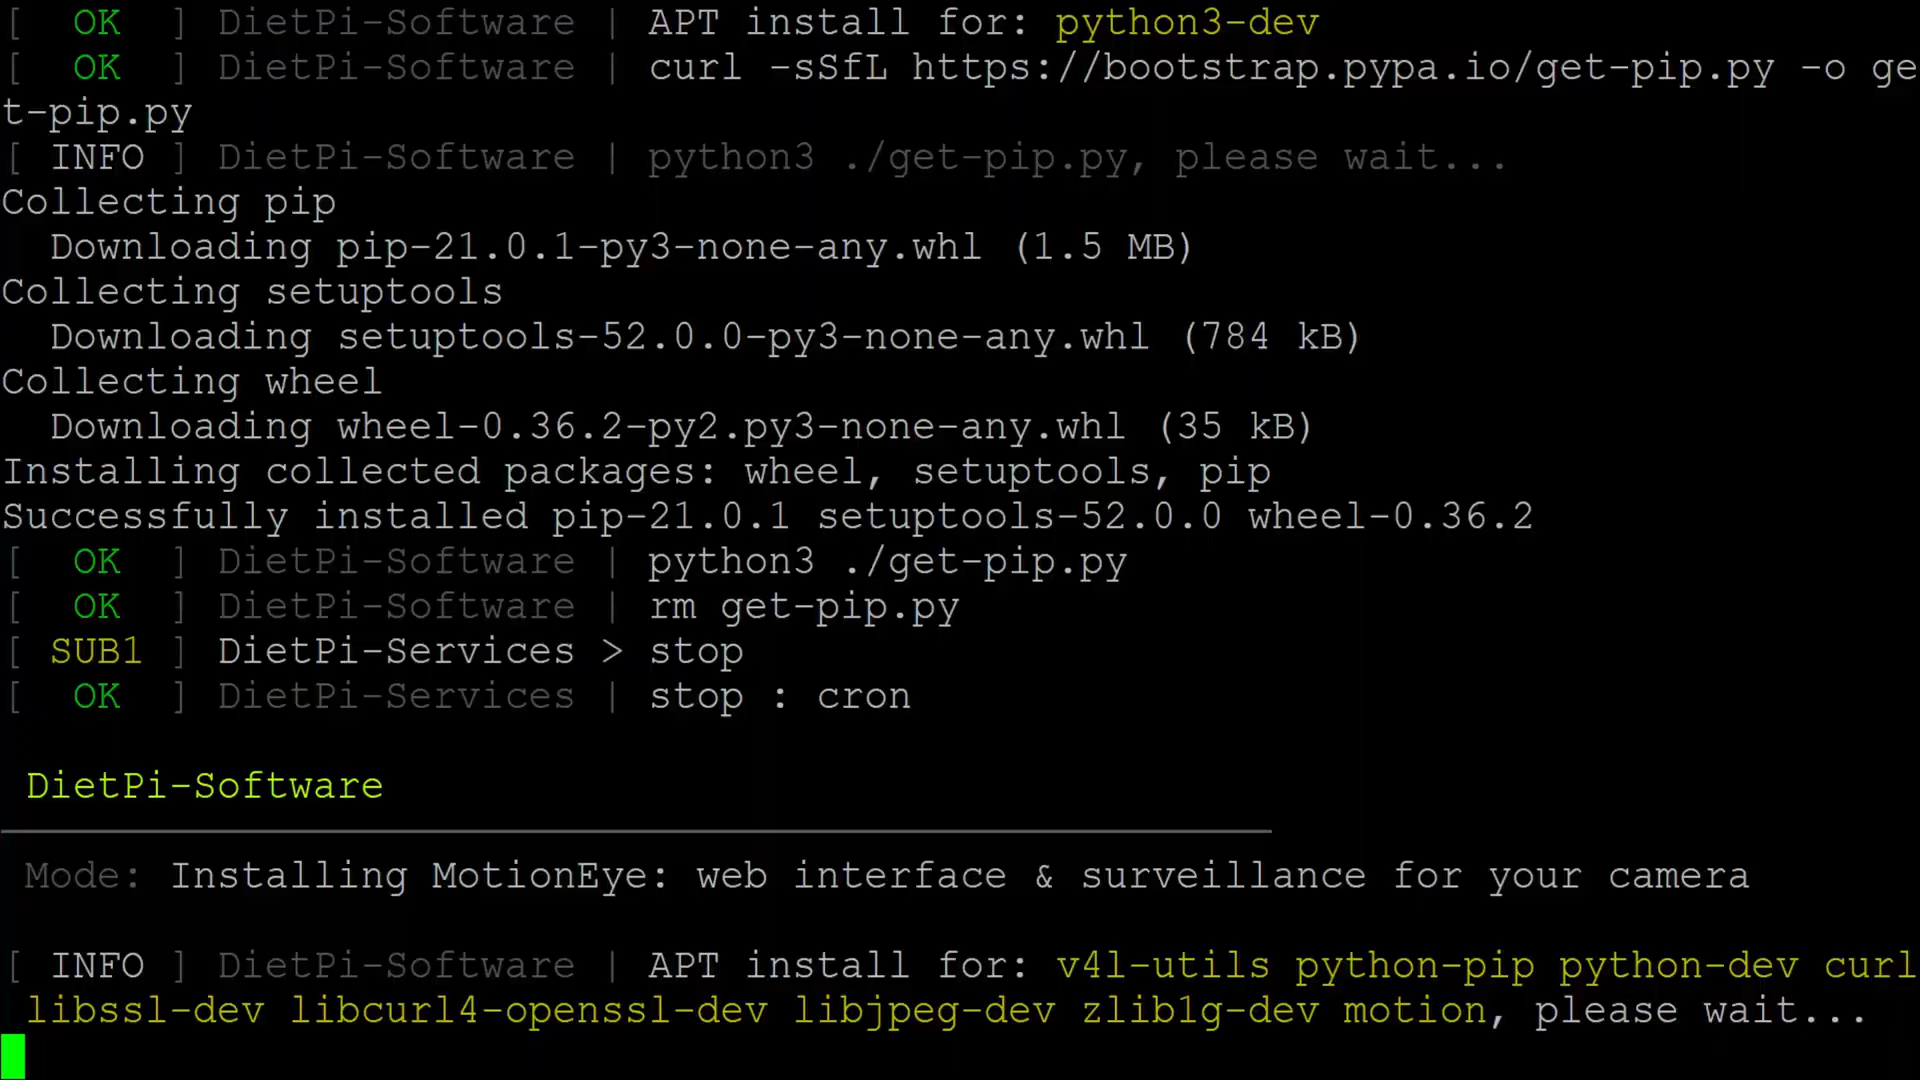 [  OK  ] DietPi-Software | APT install for: python3-dev
[  OK  ] DietPi-Software | curl -sSfL https://bootstrap.pypa.io/get-pip.py -o ge
t-pip.py
[ INFO ] DietPi-Software | python3 ./get-pip.py, please wait...
Collecting pip
  Downloading pip-21.0.1-py3-none-any.whl (1.5 MB)
Collecting setuptools
  Downloading setuptools-52.0.0-py3-none-any.whl (784 kB)
Collecting wheel
  Downloading wheel-0.36.2-py2.py3-none-any.whl (35 kB)
Installing collected packages: wheel, setuptools, pip
Successfully installed pip-21.0.1 setuptools-52.0.0 wheel-0.36.2
[  OK  ] DietPi-Software | python3 ./get-pip.py
[  OK  ] DietPi-Software | rm get-pip.py
[ SUB1 ] DietPi-Services > stop
[  OK  ] DietPi-Services | stop : cron
DietPi-Software
Mode: Installing MotionEye: web interface & surveillance for your camera
[ INFO ] DietPi-Software | APT install for: v4l-utils python-pip python-dev curl
libssl-dev libcurl4-openssl-dev libjpeg-dev zlib1g-dev motion, please wait...